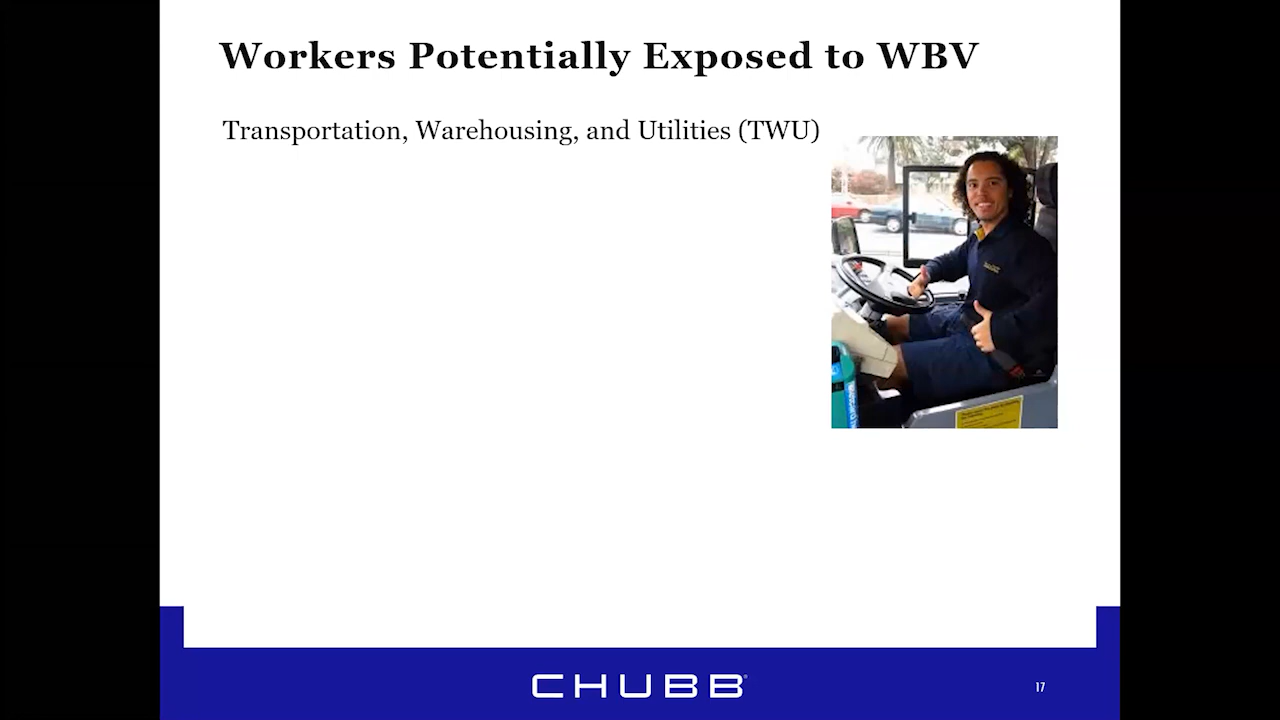 Workers Potentially Exposed to WBV
Transportation, Warehousing, and Utilities (TWU)
CHUBB®
17